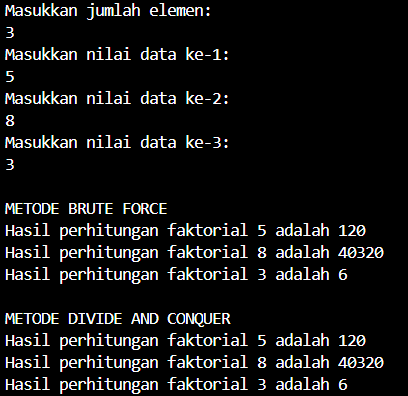 Masukkan jumlah elemen:
3
Masukkan nilai data ke-1:
5
Masukkan nilai data ke-2:
8
Masukkan nilai data ke-3:
3
METODE BRUTE FORCE
Hasil perhitungan faktorial 5 adalah 120
Hasil perhitungan faktorial 8 adalah 40320
Hasil perhitungan faktorial 3 adalah 6
METODE DIVIDE AND CONQUER
Hasil perhitungan faktorial 5 adalah 120
Hasil perhitungan faktorial 8 adalah 40320
Hasil perhitungan faktorial 3 adalah 6